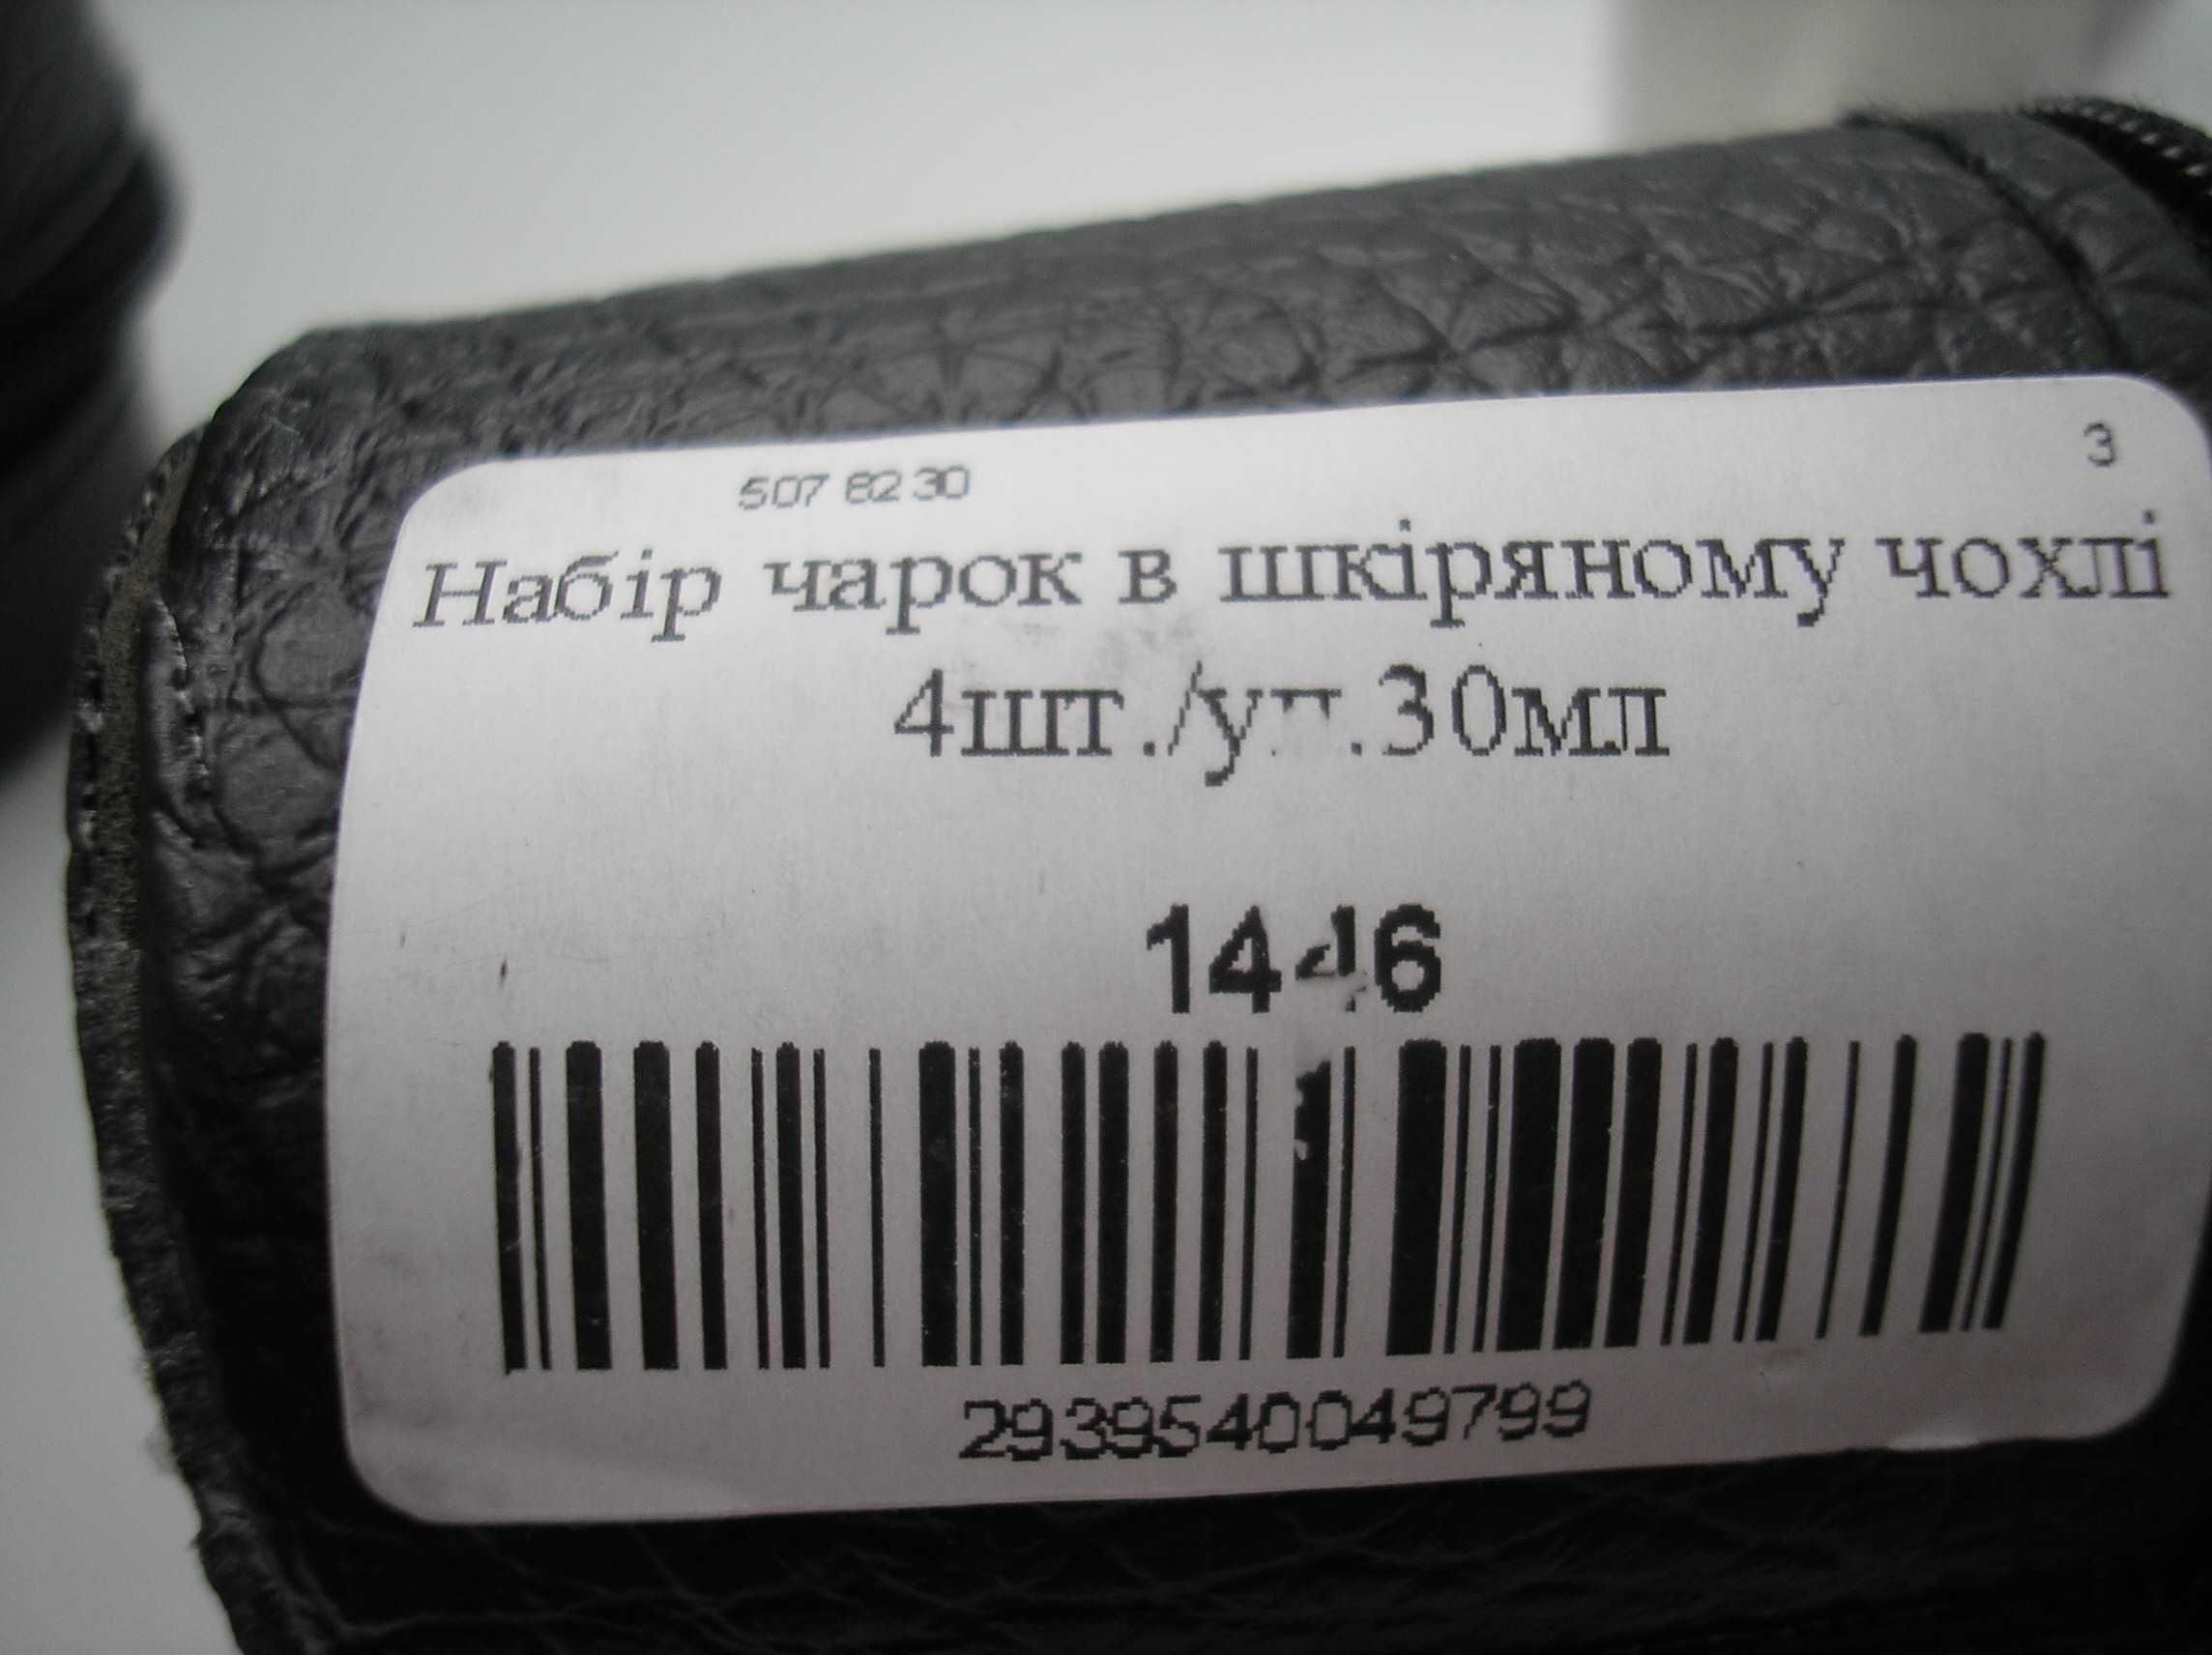 507 82 30 3
Набір чарок в шкіряному чохлі
4шт./уп.30мл
1446
2939540049799